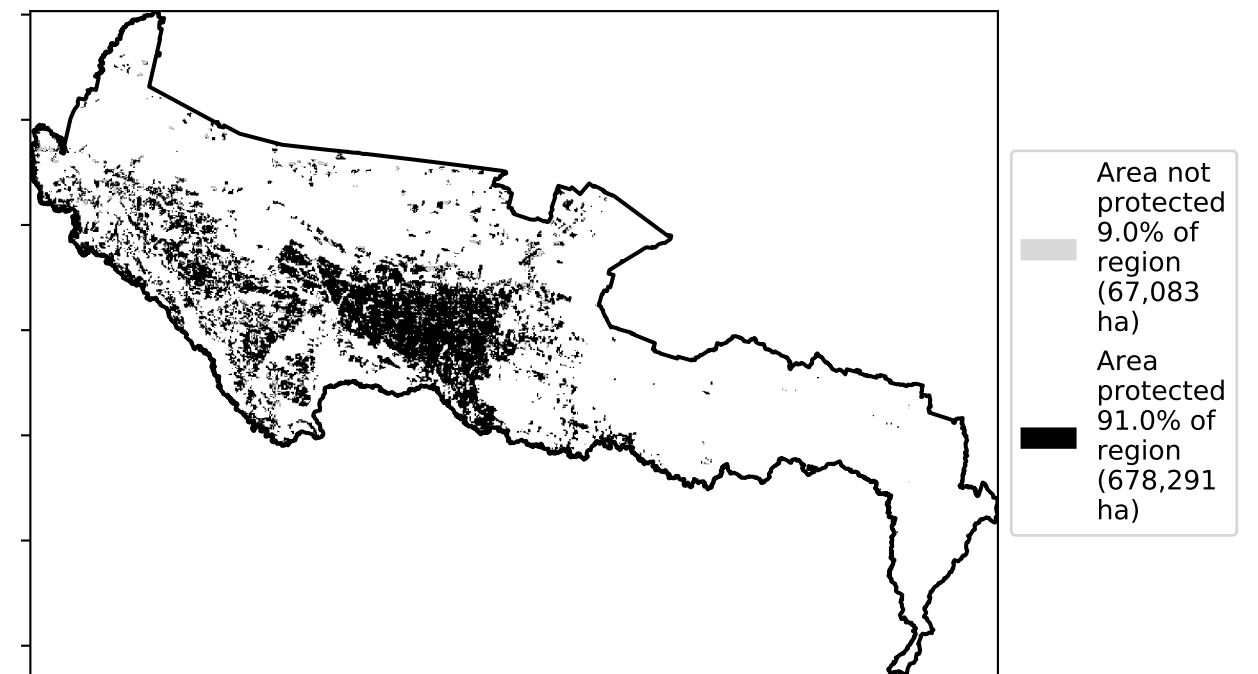 Area not
protected
9.0% of
region
(67,083
ha)
Area
protected
91.0% of
region
(678,291
ha)